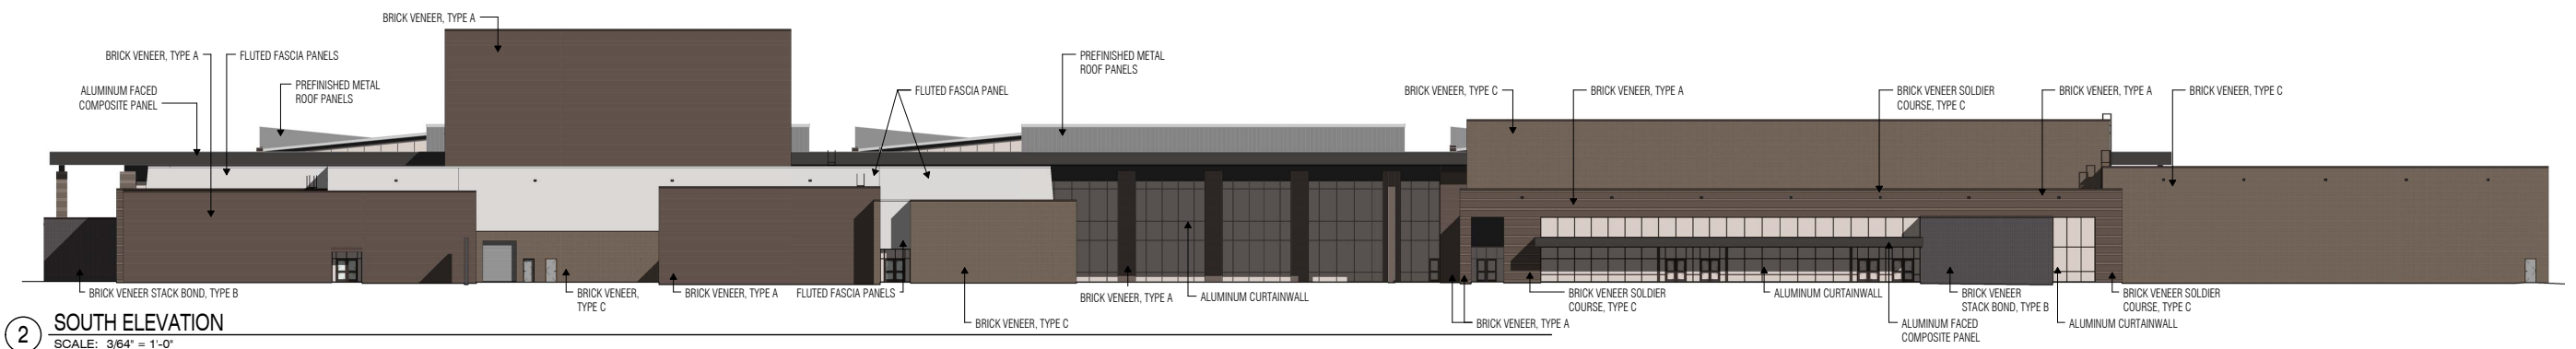 BRICK VENEER, TYPE A
BRICK VENEER, TYPE A
FLUTED FASCIA PANELS
PREFINISHED METAL
ROOF PANELS
ALUMINUM FACED
COMPOSITE PANEL
FLUTED FASCIA PANEL
PREFINISHED METAL
ROOF PANELS
BRICK VENEER, TYPE C
BRICK VENEER, TYPE A
BRICK VENEER SOLDIER
COURSE, TYPE C
BRICK VENEER, TYPE A
BRICK VENEER, TYPE C
BRICK VENEER STACK BOND, TYPE B
BRICK VENEER,
TYPE C
BRICK VENEER, TYPE A
FLUTED FASCIA PANELS
BRICK VENEER, TYPE C
BRICK VENEER, TYPE A
ALUMINUM CURTAINWALL
BRICK VENEER, TYPE A
BRICK VENEER SOLDIER
COURSE, TYPE C
ALUMINUM CURTAINWALL
ALUMINUM FACED
COMPOSITE PANEL
BRICK VENEER
STACK BOND, TYPE B
ALUMINUM CURTAINWALL
BRICK VENEER SOLDIER
COURSE, TYPE C
2
SOUTH ELEVATION
SCALE: 3/64" = 1'-0"